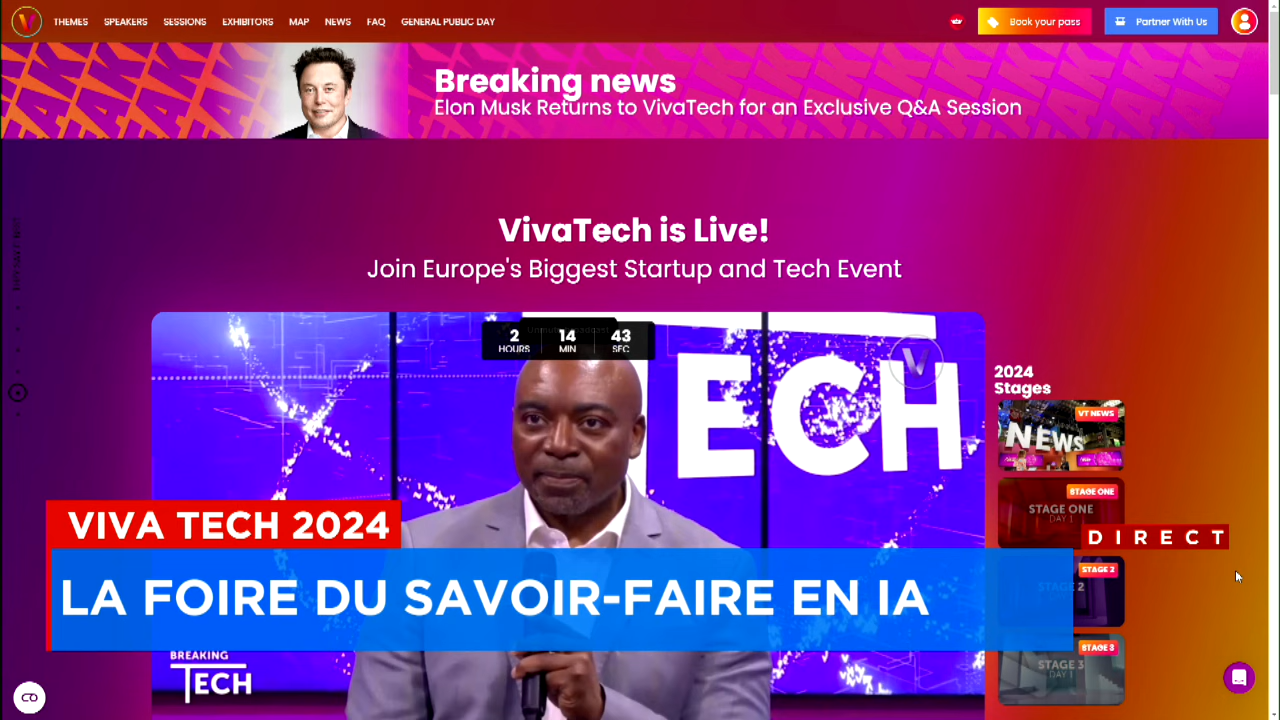 THEMES SPEAKERS SESSIONS EXHIBITORS MAP NEWS FAQ GENERAL PUBLIC DAY
Book your pass
Partner With Us
Breaking news
Elon Musk Returns to VivaTech for an Exclusive Q&A Session
VivaTech is Live!
Join Europe's Biggest Startup and Tech Event
2 14 43
HOURS MIN SEC
TECH
V
2024
Stages
VT NEWS
NEWS
STAGE ONE
STAGE ONE
DAY 1
VIVA TECH 2024
DIRECT
LA FOIRE DU SAVOIR-FAIRE EN IA
STAGE 2
2
STAGE 3
STAGE 3
DAY 1
BREAKING
TECH